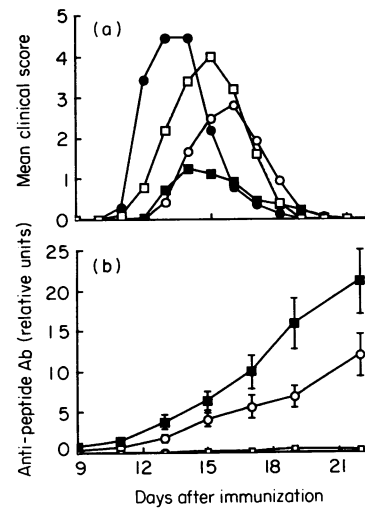 (a)
5
4
3
2
1
0
Mean clinical score
(b)
25
20
15
10
5
0
Anti-peptide Ab (relative units)
9 12 15 18 21
Days after immunization